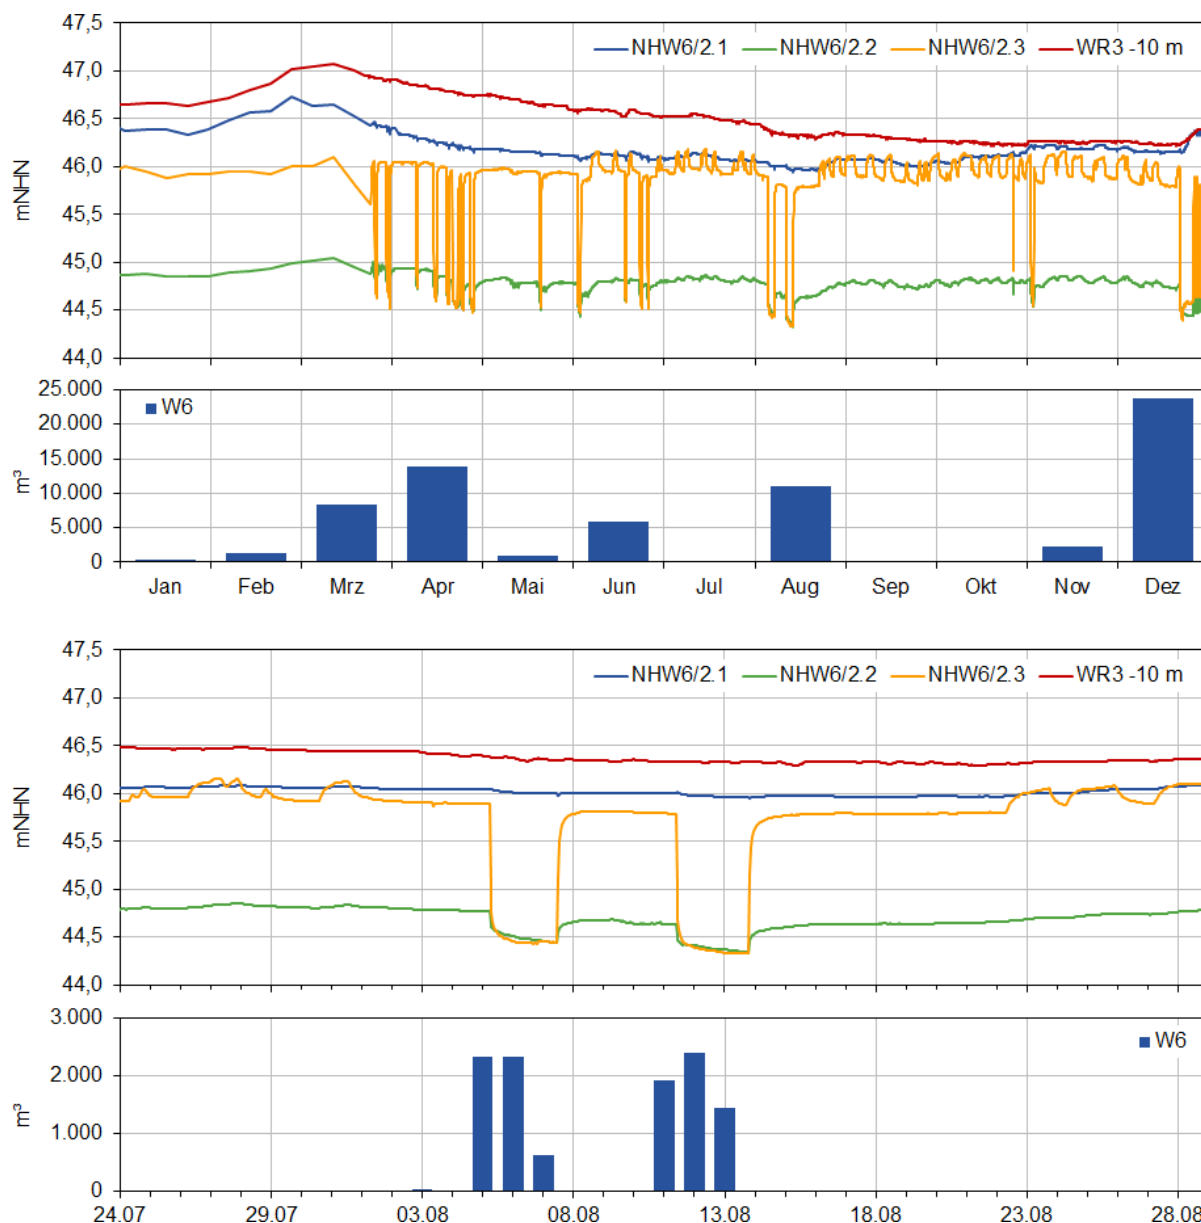 47,5
NHW6/2.1 NHW6/2.2 NHW6/2.3 WR3 -10 m
47,0
46,5
46,0
mNHN
45,5
45,0
44,5
44,0
25.000
W6
20.000
15.000
m³
10.000
5.000
0
Jan Feb Mrz Apr Mai Jun Jul Aug Sep Okt Nov Dez
47,5
NHW6/2.1 NHW6/2.2 NHW6/2.3 WR3 -10 m
47,0
46,5
46,0
mNHN
45,5
45,0
44,5
44,0
3.000
W6
2.000
m³
1.000
0
24.07 29.07 03.08 08.08 13.08 18.08 23.08 28.08